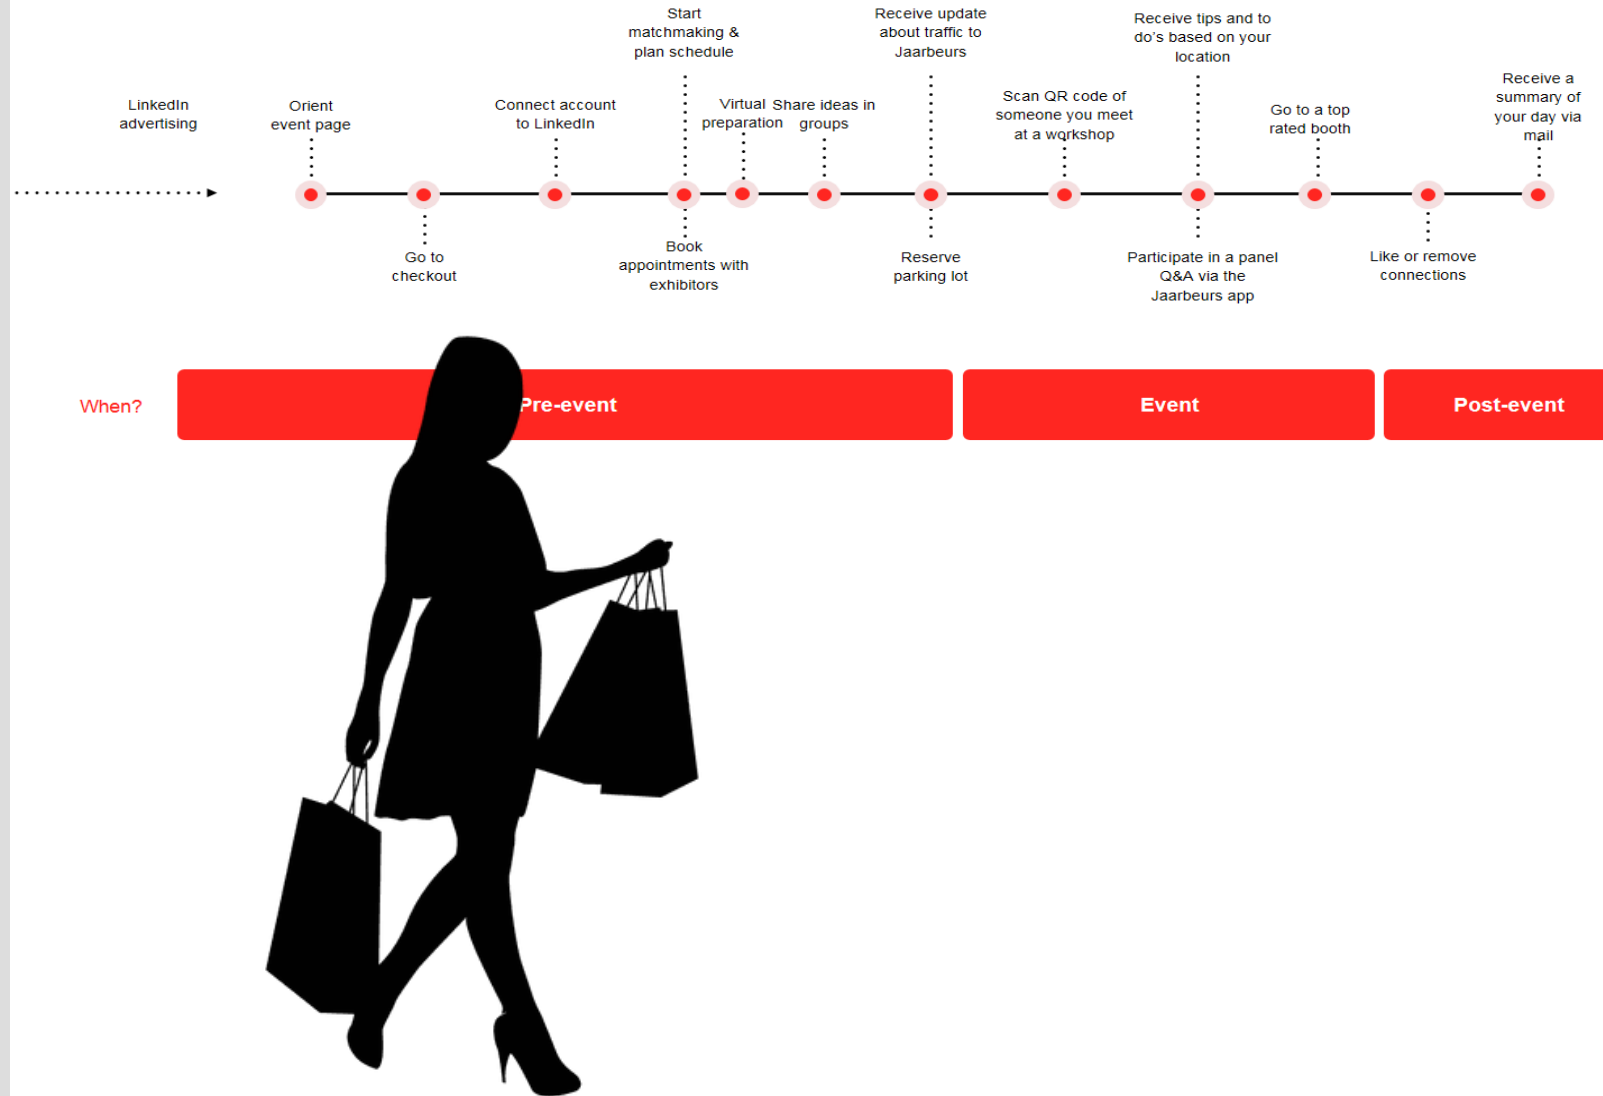 LinkedIn
advertising
Orient
event page
Go to
checkout
Connect account
to LinkedIn
Start
matchmaking &
plan schedule
Book
appointments with
exhibitors
Virtual
preparation
Share ideas in
groups
Receive update
about traffic to
Jaarbeurs
Reserve
parking lot
Scan QR code of
someone you meet
at a workshop
Receive tips and to
do's based on your
location
Participate in a panel
Q&A via the
Jaarbeurs app
Go to a top
rated booth
Like or remove
connections
Receive a
summary of
your day via
mail
When?
Pre-event
Event
Post-event